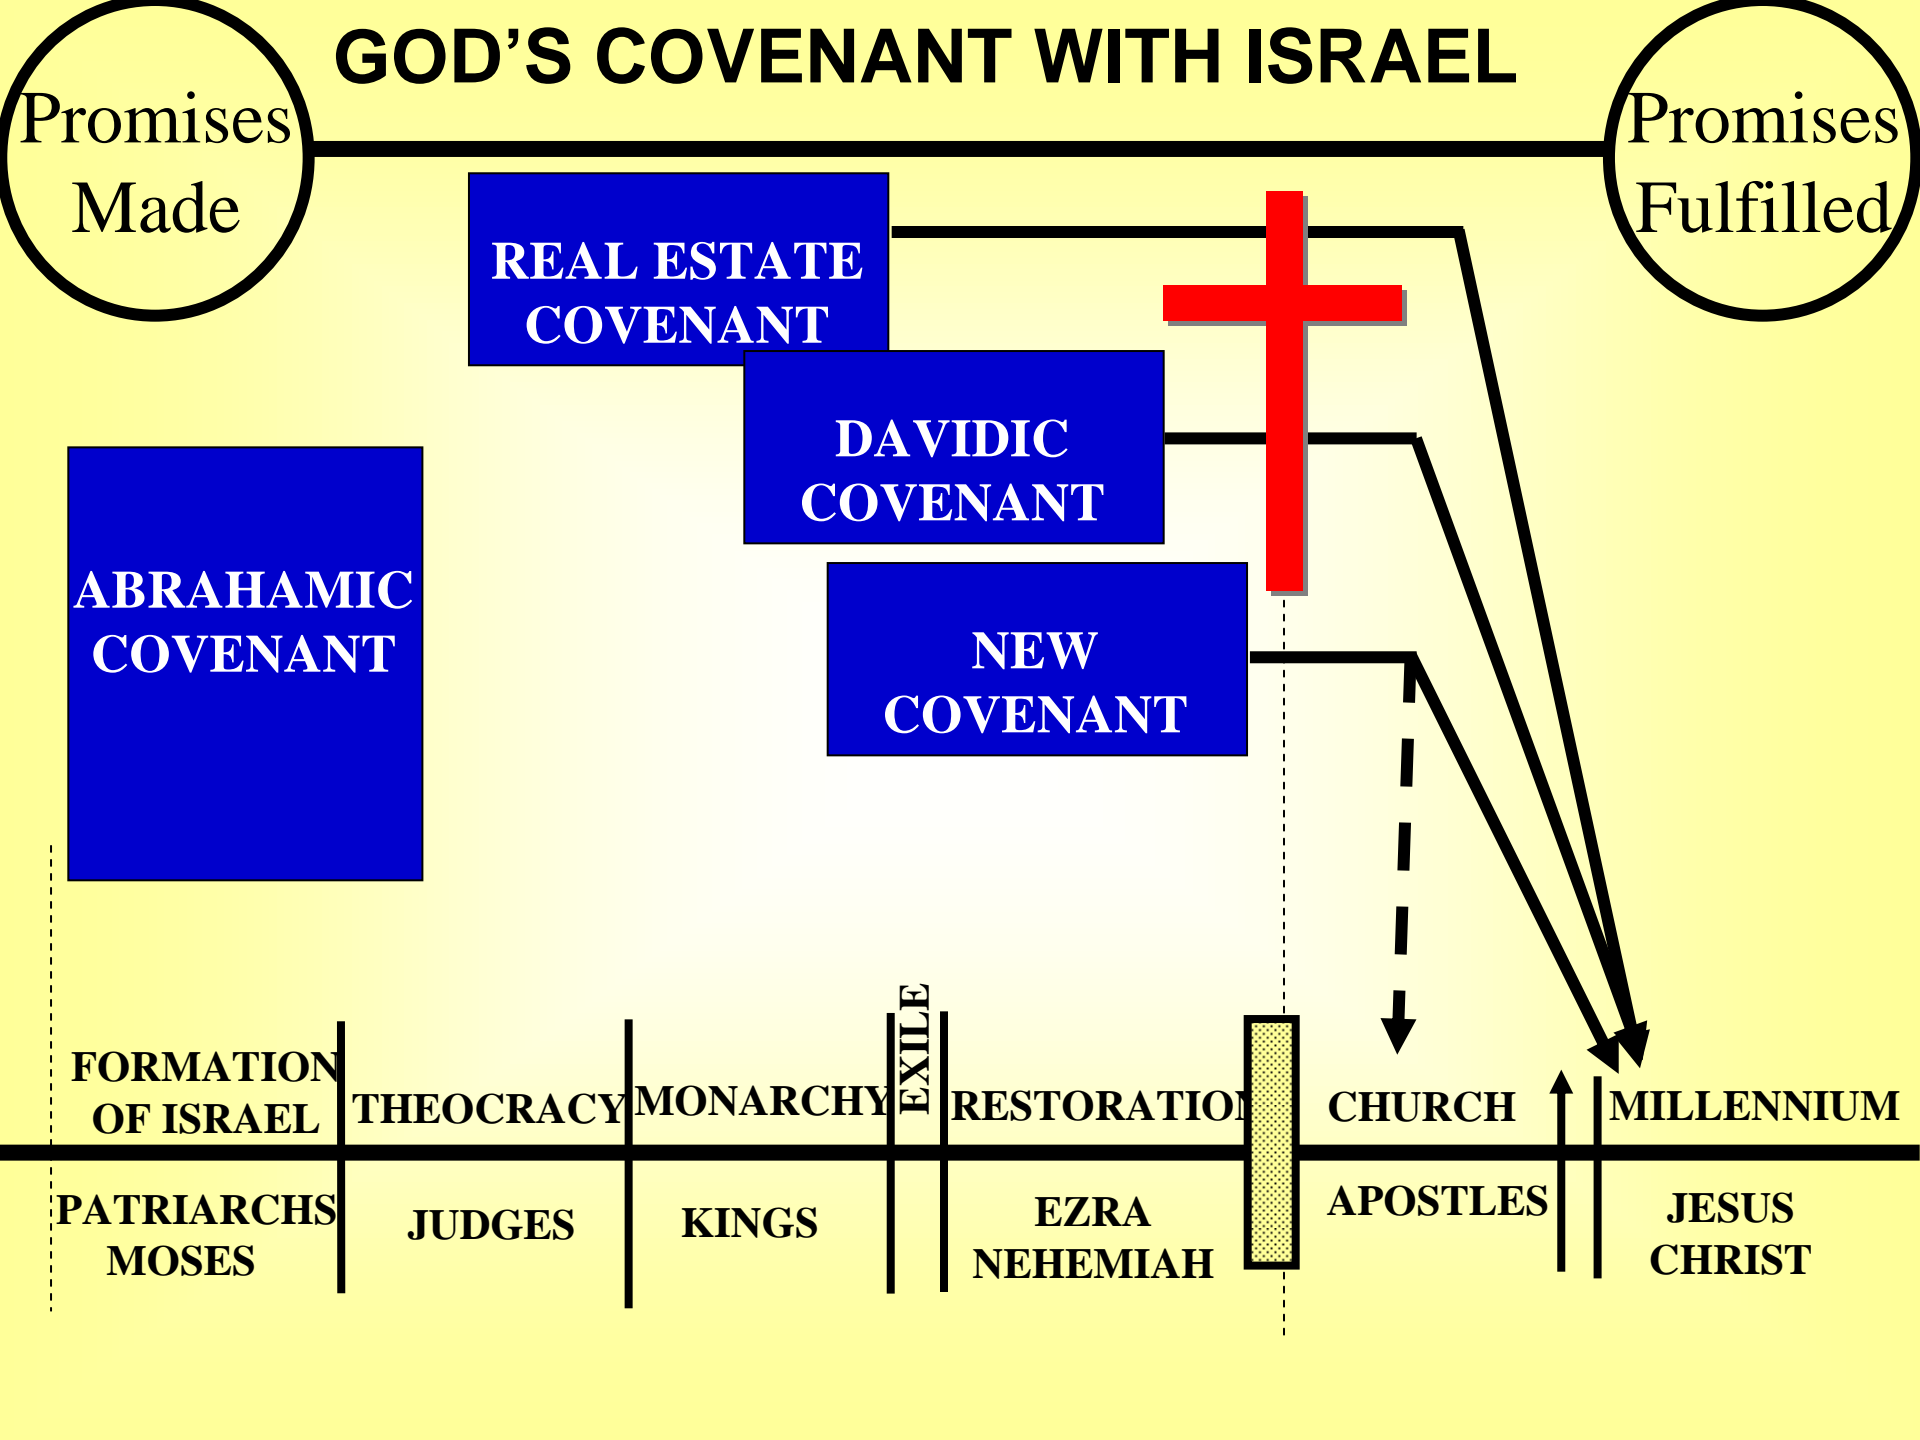 GOD’S COVENANT WITH ISRAEL
Promises
Made
Promises
Fulfilled
REAL ESTATE
COVENANT
DAVIDIC
COVENANT
ABRAHAMIC
COVENANT
NEW
COVENANT
FORMATION
OF ISRAEL
THEOCRACY
MONARCHY
EXILE
RESTORATION
CHURCH
MILLENNIUM
PATRIARCHS
MOSES
JUDGES
KINGS
EZRA
NEHEMIAH
APOSTLES
JESUS
CHRIST